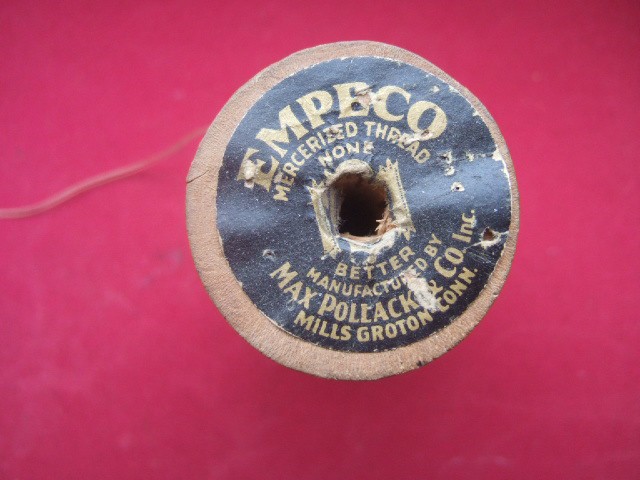 EMPECO
MERCERIZED THREAD
NONE
BETTER
MANUFACTURED BY
MAX POLLACK & CO. Inc.
MILLS GROTON CONN.